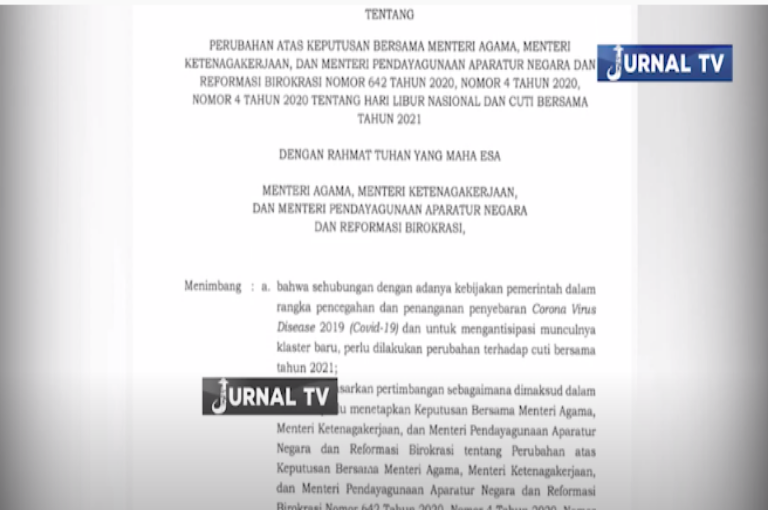 TENTANG
PERUBAHAN ATAS KEPUTUSAN BERSAMA MENTERI AGAMA, MENTERI
KETENAGAKERJAAN, DAN MENTERI PENDAYAGUNAAN APARATUR NEGARA DAN
REFORMASI BIROKRASI NOMOR 642 TAHUN 2020, NOMOR 4 TAHUN 2020,
NOMOR 4 TAHUN 2020 TENTANG HARI LIBUR NASIONAL DAN CUTI BERSAMA
TAHUN 2021
JURNAL TV
DENGAN RAHMAT TUHAN YANG MAHA ESA
MENTERI AGAMA, MENTERI KETENAGAKERJAAN,
DAN MENTERI PENDAYAGUNAAN APARATUR NEGARA
DAN REFORMASI BIROKRASI,
Menimbang : a. bahwa sehubungan dengan adanya kebijakan pemerintah dalam
rangka pencegahan dan penanganan penyebaran Corona Virus
Disease 2019 (Covid-19) dan untuk mengantisipasi munculnya
klaster baru, perlu dilakukan perubahan terhadap cuti bersama
tahun 2021;
JURNAL TV
pertimbangan sebagaimana dimaksud dalam
menetapkan Keputusan Bersama Menteri Agama,
Menteri Ketenagakerjaan, dan Menteri Pendayagunaan Aparatur
Negara dan Reformasi Birokrasi tentang Perubahan atas
Keputusan Bersama Menteri Agama, Menteri Ketenagakerjaan,
dan Menteri Pendayagunaan Aparatur Negara dan Reformasi
Birokrasi Nomor 642 Tahun 2020, Nomor 4 Tahun 2020, Nomor